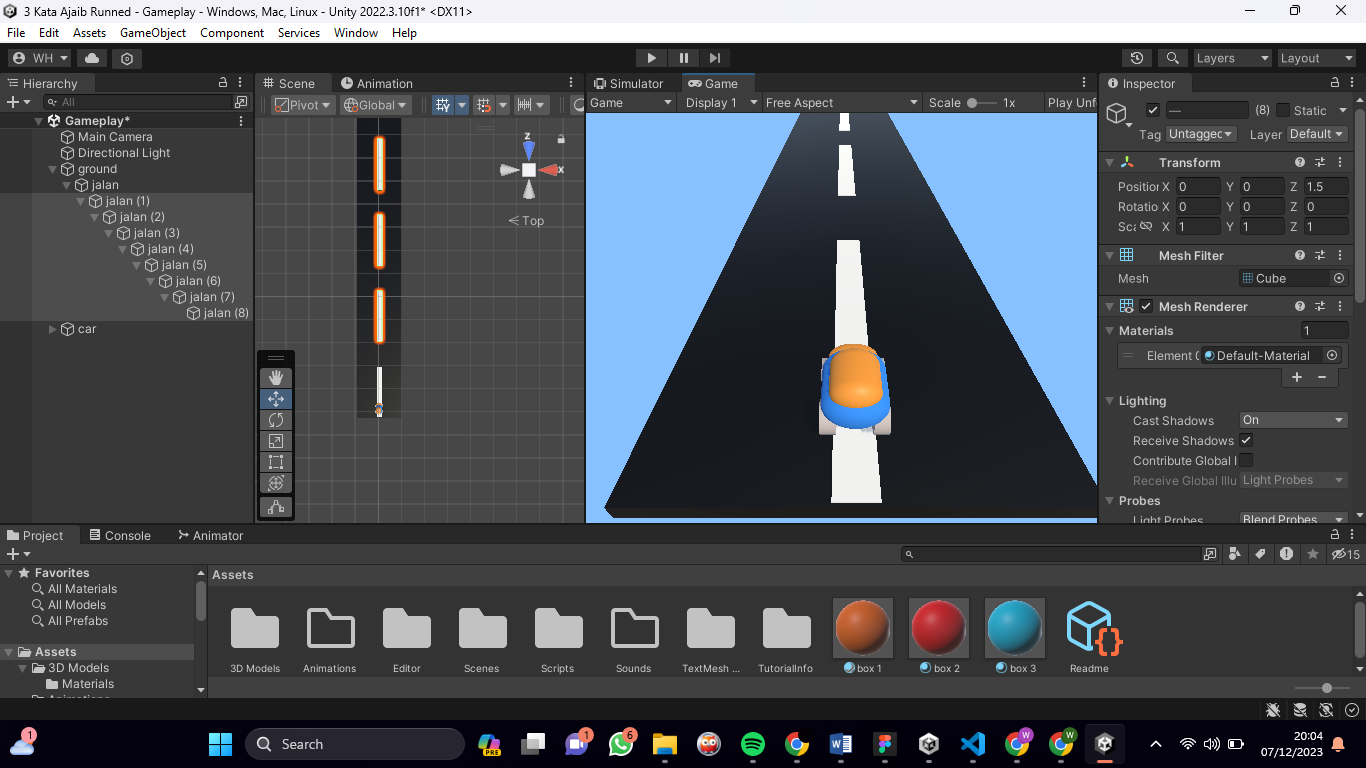 3 Kata Ajaib Runned - Gameplay - Windows, Mac, Linux - Unity 2022.3.10f1* <DX11>
File Edit Assets GameObject Component Services Window Help
WH Layers Layout
Hierarchy Scene Animation Simulator Game Inspector
All Pivot Global Game Display 1 Free Aspect Scale 1x Play Unf
— (8) Static
Tag Untagged Layer Default
Gameplay*
Main Camera
Directional Light
ground
jalan
jalan (1)
jalan (2)
jalan (3)
jalan (4)
jalan (5)
jalan (6)
jalan (7)
jalan (8)
car
z
x
< Top
Transform
Position X 0 Y 0 Z 1.5
Rotatio X 0 Y 0 Z 0
Sc X 1 Y 1 Z 1
Mesh Filter
Mesh Cube
Mesh Renderer
Materials 1
Element Default-Material
+ −
Lighting
Cast Shadows On
Receive Shadows
Contribute Global I
Receive Global Illu Light Probes
Probes
Light Probes Blend Probes
Project Console Animator
15
Favorites
All Materials
All Models
All Prefabs
Assets
3D Models
Materials
Animations
Assets
3D Models Animations Editor Scenes Scripts Sounds TextMesh ... TutorialInfo box 1 box 2 box 3 Readme
1 Search PRE 1 6 W W 20:04
07/12/2023